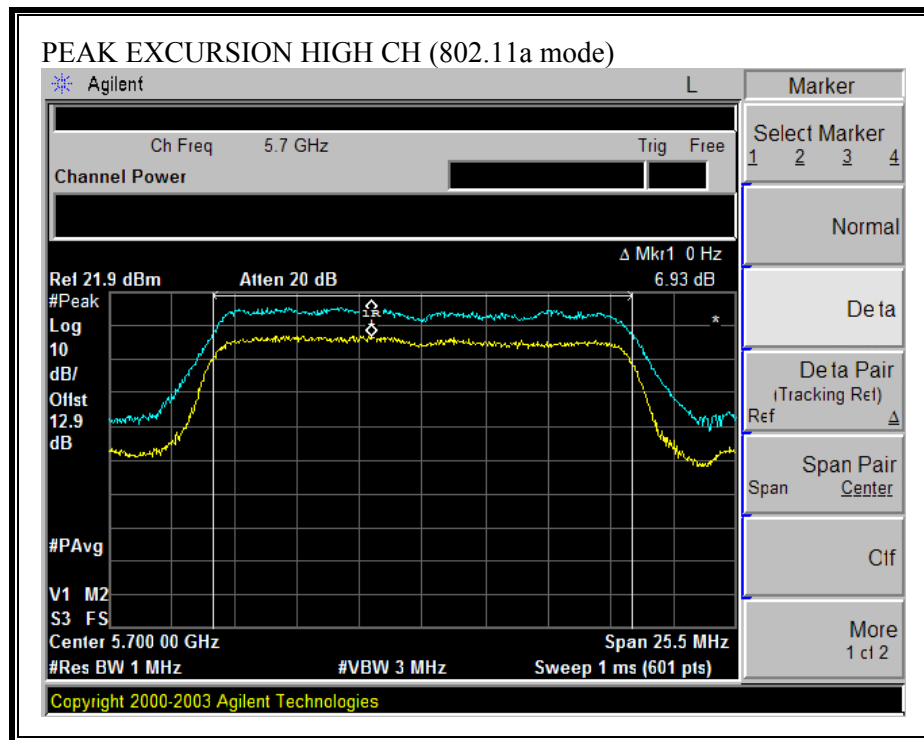 PEAK EXCURSION HIGH CH (802.11a mode)
Agilent L
Marker
Select Marker
1 2 3 4
Normal
De ta
De ta Pair
(Tracking Ref)
Ref Δ
Span Pair
Span Center
Off
More
1 of 2
Ch Freq 5.7 GHz Trig Free
Channel Power
Δ Mkr1 0 Hz
Ref 21.9 dBm Atten 20 dB 6.93 dB
#Peak
Log
10
dB/
Offst
12.9
dB
1R
*
#PAvg
V1 M2
S3 FS
Center 5.700 00 GHz Span 25.5 MHz
#Res BW 1 MHz #VBW 3 MHz Sweep 1 ms (601 pts)
Copyright 2000-2003 Agilent Technologies